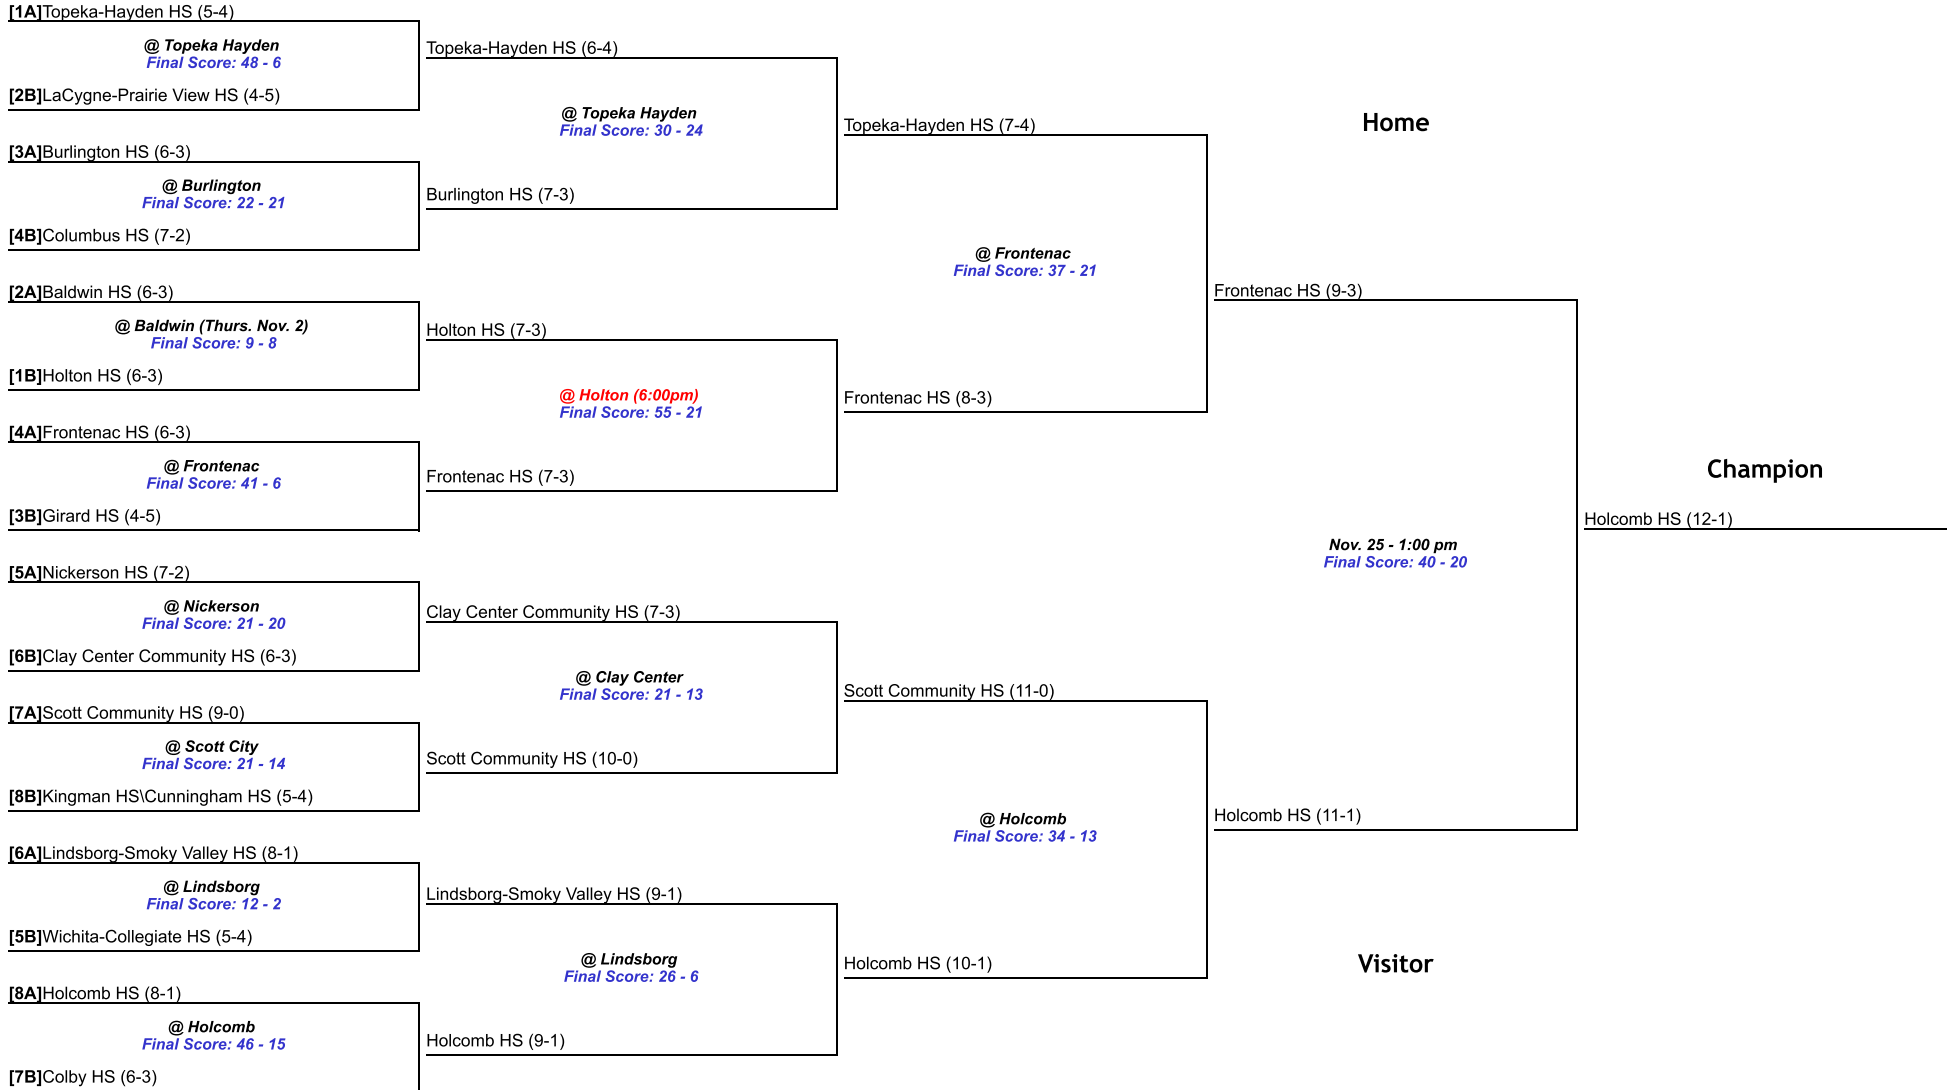 [1A]Topeka-Hayden HS (5-4)
@ Topeka Hayden
Final Score: 48 - 6
[2B]LaCygne-Prairie View HS (4-5)
[3A]Burlington HS (6-3)
@ Burlington
Final Score: 22 - 21
[4B]Columbus HS (7-2)
[2A]Baldwin HS (6-3)
@ Baldwin (Thurs. Nov. 2)
Final Score: 9 - 8
[1B]Holton HS (6-3)
[4A]Frontenac HS (6-3)
@ Frontenac
Final Score: 41 - 6
[3B]Girard HS (4-5)
[5A]Nickerson HS (7-2)
@ Nickerson
Final Score: 21 - 20
[6B]Clay Center Community HS (6-3)
[7A]Scott Community HS (9-0)
@ Scott City
Final Score: 21 - 14
[8B]Kingman HS\Cunningham HS (5-4)
[6A]Lindsborg-Smoky Valley HS (8-1)
@ Lindsborg
Final Score: 12 - 2
[5B]Wichita-Collegiate HS (5-4)
[8A]Holcomb HS (8-1)
@ Holcomb
Final Score: 46 - 15
[7B]Colby HS (6-3)
Topeka-Hayden HS (6-4)
@ Topeka Hayden
Final Score: 30 - 24
Burlington HS (7-3)
Holton HS (7-3)
@ Holton (6:00pm)
Final Score: 55 - 21
Frontenac HS (7-3)
Clay Center Community HS (7-3)
@ Clay Center
Final Score: 21 - 13
Scott Community HS (10-0)
Lindsborg-Smoky Valley HS (9-1)
@ Lindsborg
Final Score: 26 - 6
Holcomb HS (9-1)
Topeka-Hayden HS (7-4)
@ Frontenac
Final Score: 37 - 21
Frontenac HS (8-3)
Scott Community HS (11-0)
@ Holcomb
Final Score: 34 - 13
Holcomb HS (10-1)
Home
Frontenac HS (9-3)
Nov. 25 - 1:00 pm
Final Score: 40 - 20
Holcomb HS (11-1)
Visitor
Champion
Holcomb HS (12-1)